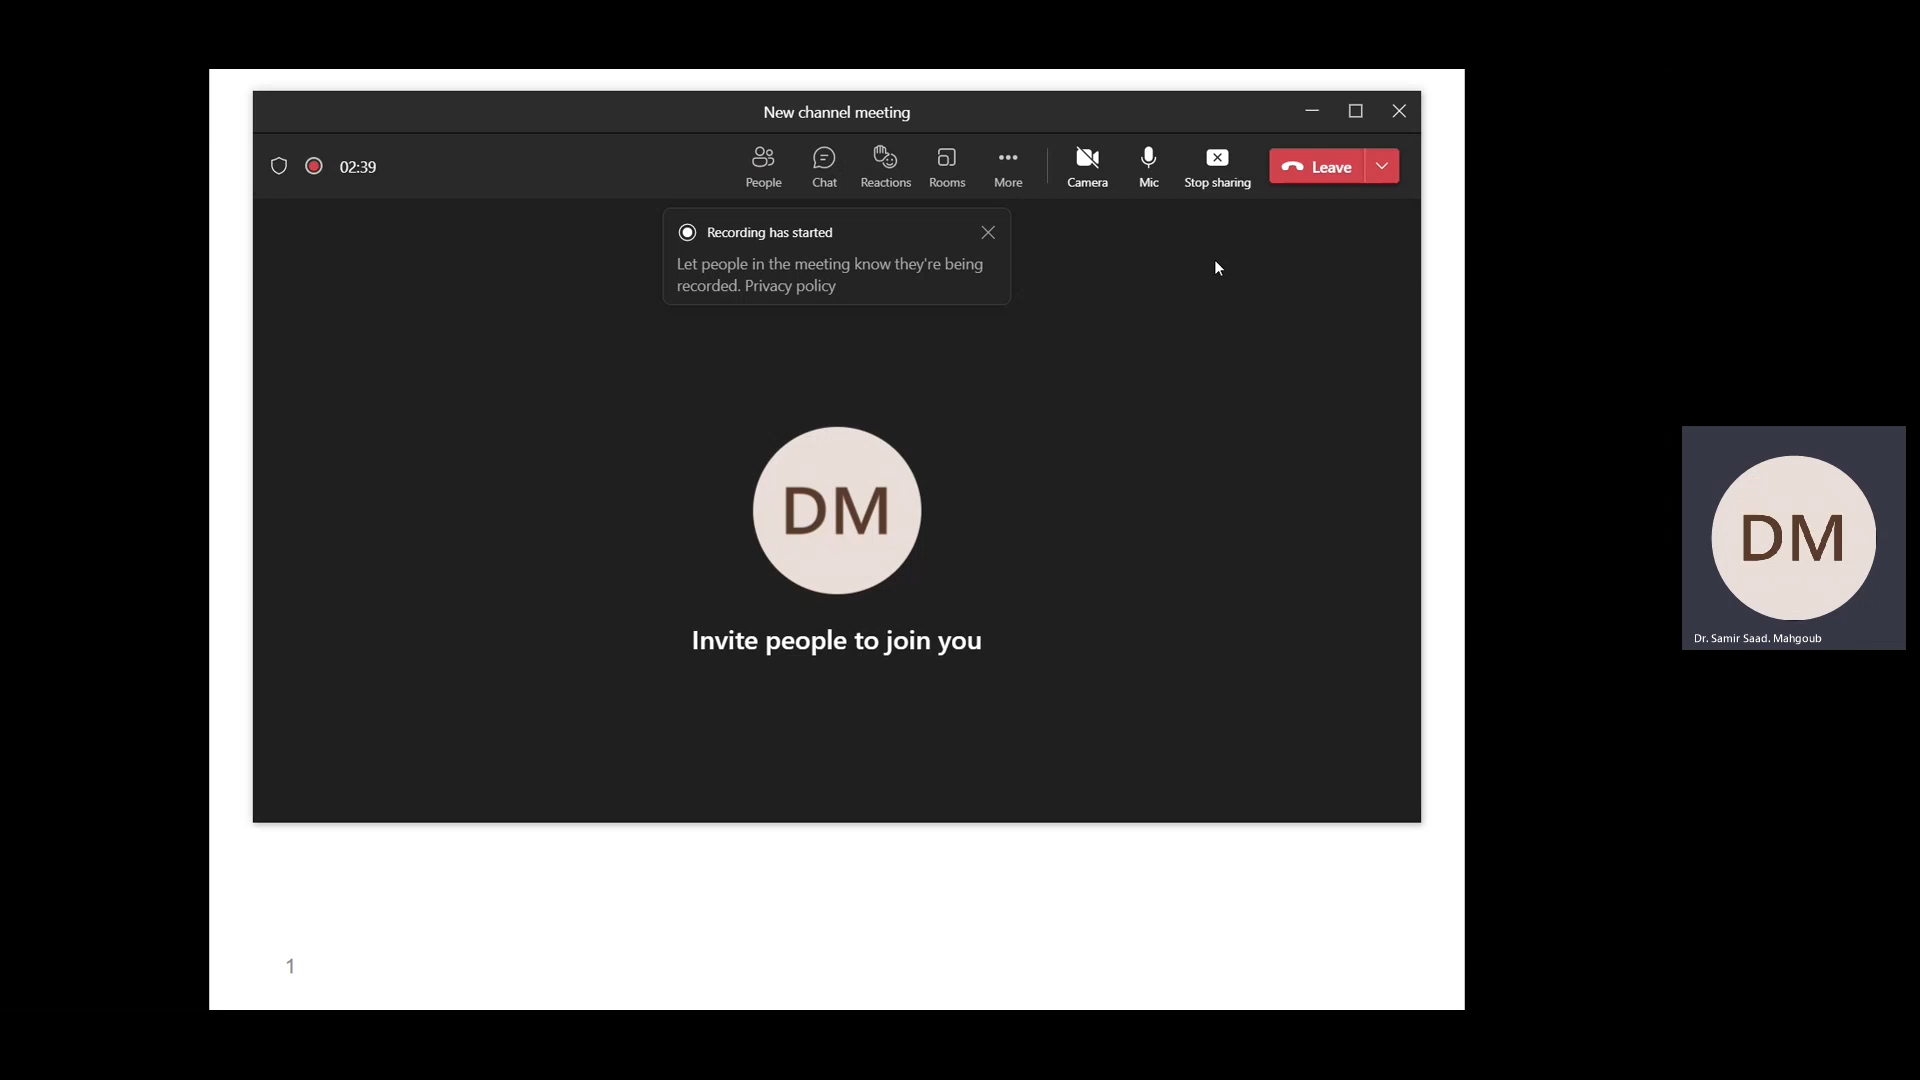 New channel meeting
02:39
People Chat Reactions Rooms More Camera Mic Stop sharing Leave
Recording has started
Let people in the meeting know they're being
recorded. Privacy policy
DM
Invite people to join you
DM
Dr. Samir Saad. Mahgoub
1